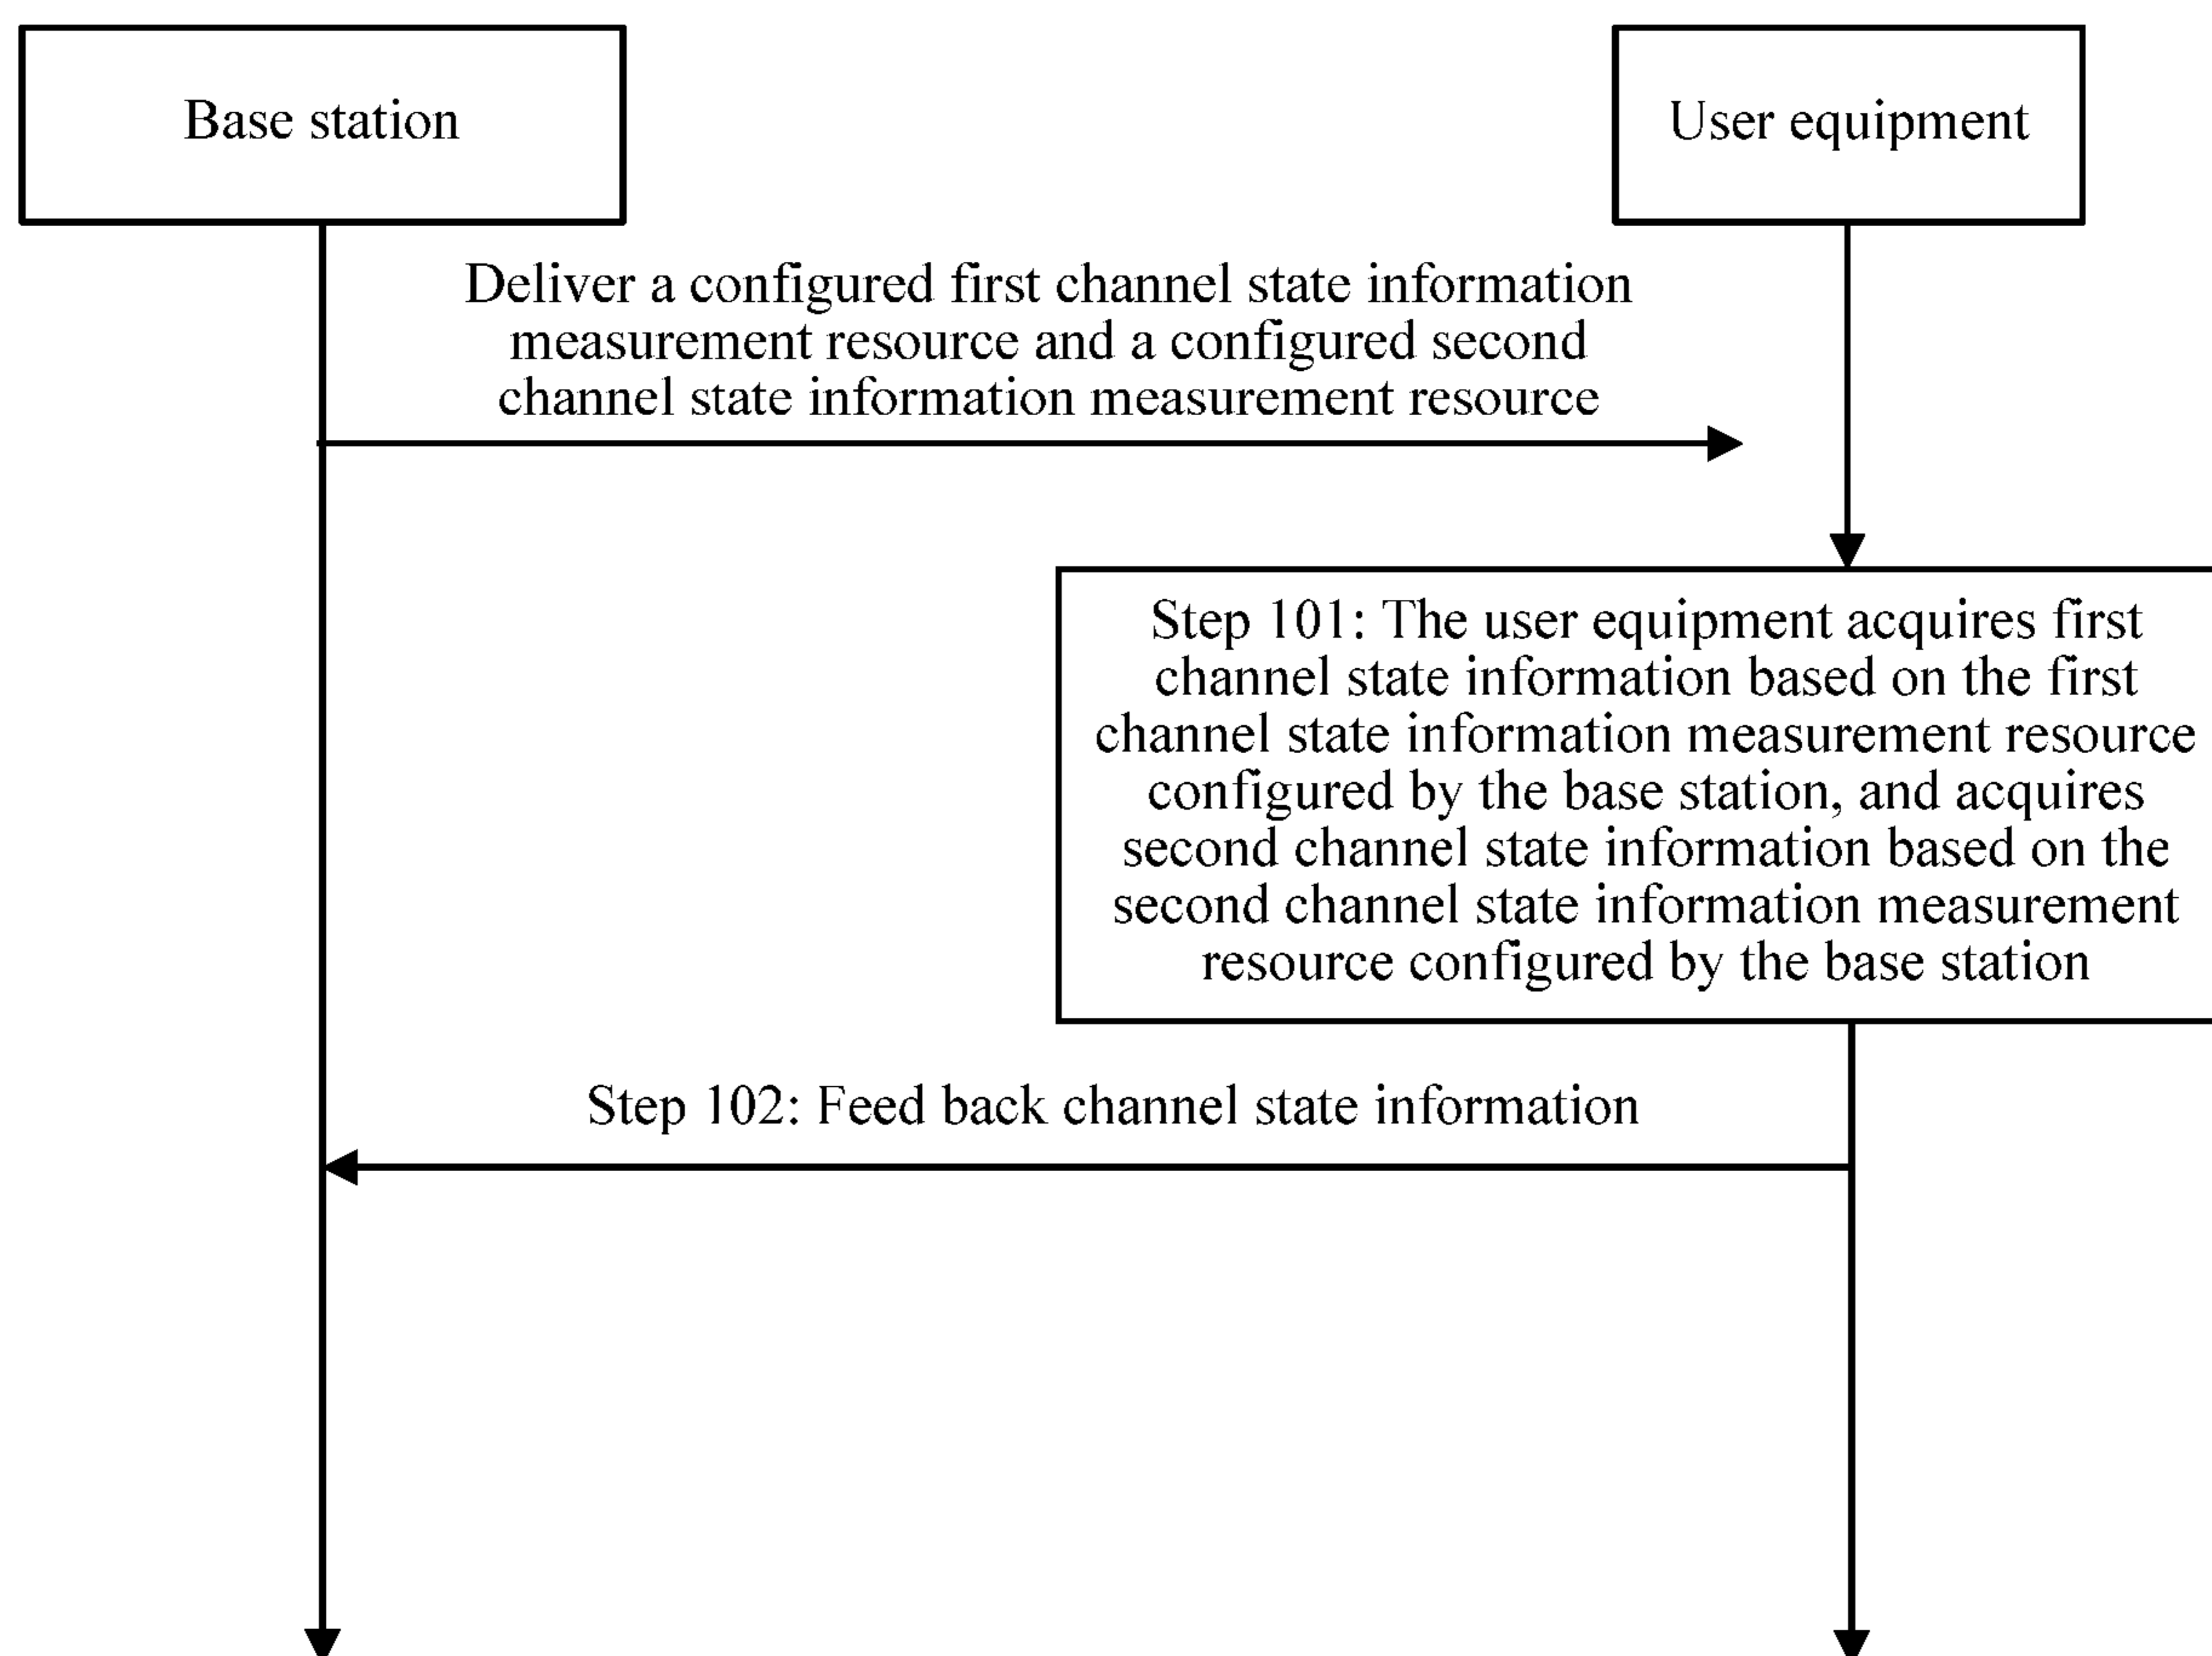 Base station
User equipment
Deliver a configured first channel state information
measurement resource and a configured second
channel state information measurement resource
Step 101: The user equipment acquires first
channel state information based on the first
channel state information measurement resource
configured by the base station, and acquires
second channel state information based on the
second channel state information measurement
resource configured by the base station
Step 102: Feed back channel state information